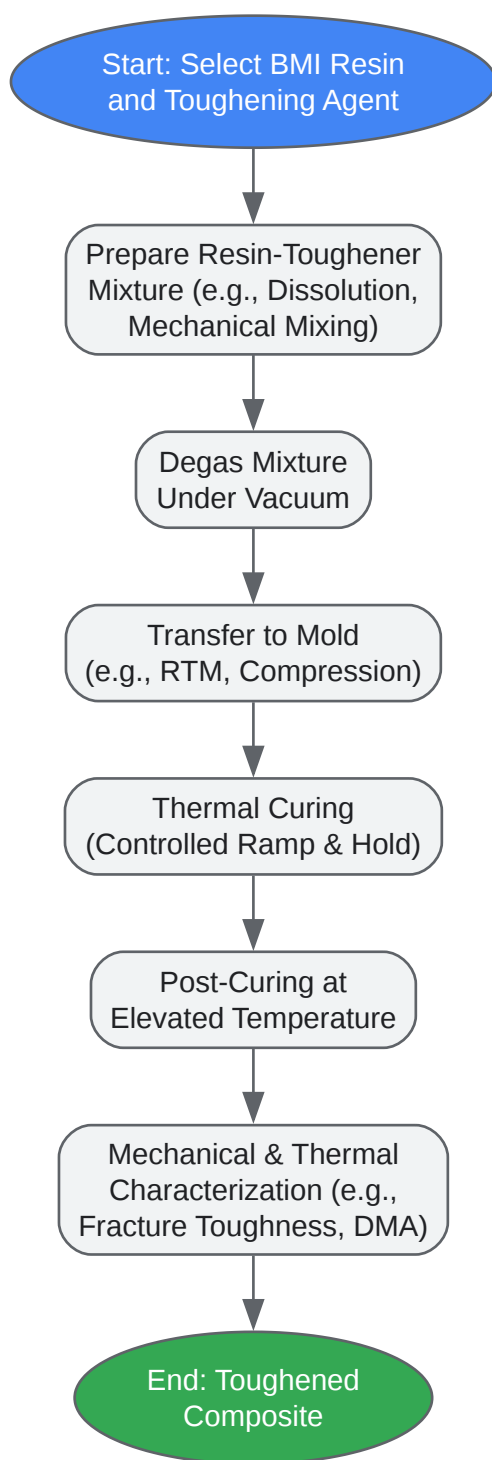 Start: Select BMI Resin
and Toughening Agent
Prepare Resin-Toughener
Mixture (e.g., Dissolution,
Mechanical Mixing)
Degas Mixture
Under Vacuum
Transfer to Mold
(e.g., RTM, Compression)
Thermal Curing
(Controlled Ramp & Hold)
Post-Curing at
Elevated Temperature
Mechanical & Thermal
Characterization (e.g.,
Fracture Toughness, DMA)
End: Toughened
Composite